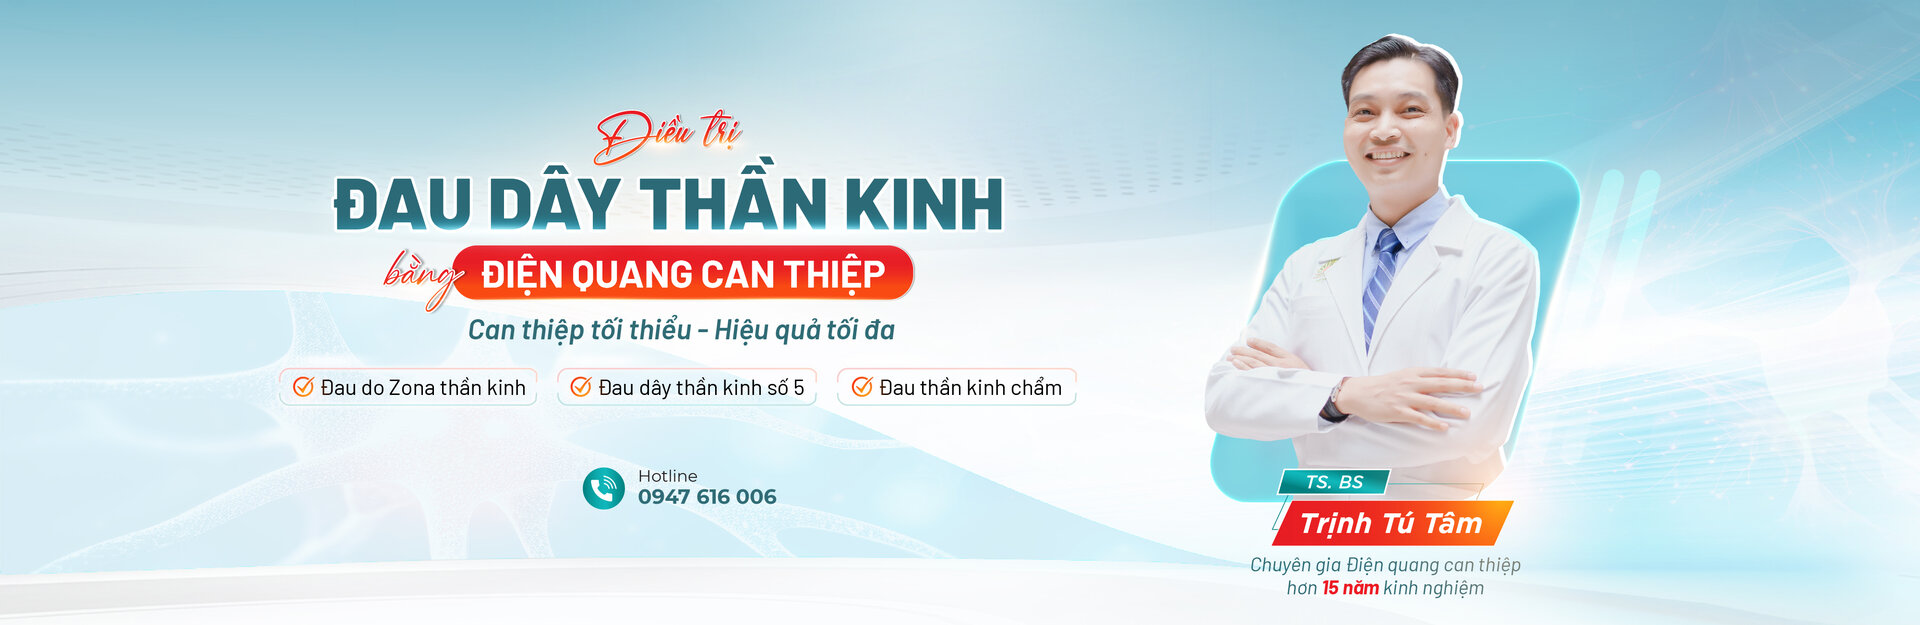 Điều trị
ĐAU DÂY THẦN KINH
bằng ĐIỆN QUANG CAN THIỆP
Can thiệp tối thiểu - Hiệu quả tối đa
Đau do Zona thần kinh
Đau dây thần kinh số 5
Đau thần kinh chẩm
Hotline
0947 616 006
TS. BS
Trịnh Tú Tâm
Chuyên gia Điện quang can thiệp
hơn 15 năm kinh nghiệm